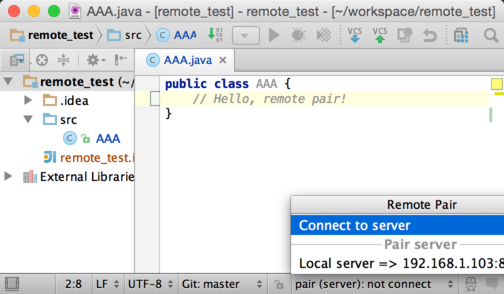 AAA.java - [remote_test] - remote_test - [~/workspace/remote_test]
remote_test src AAA VCS VCS
AAA.java
remote_test (~/
.idea
src
AAA
remote_test.i
External Librarie
public class AAA {
// Hello, remote pair!
}
Remote Pair
Connect to server
Pair server
Local server => 192.168.1.103:8
2:8 LF UTF-8 Git: master pair (server): not connect